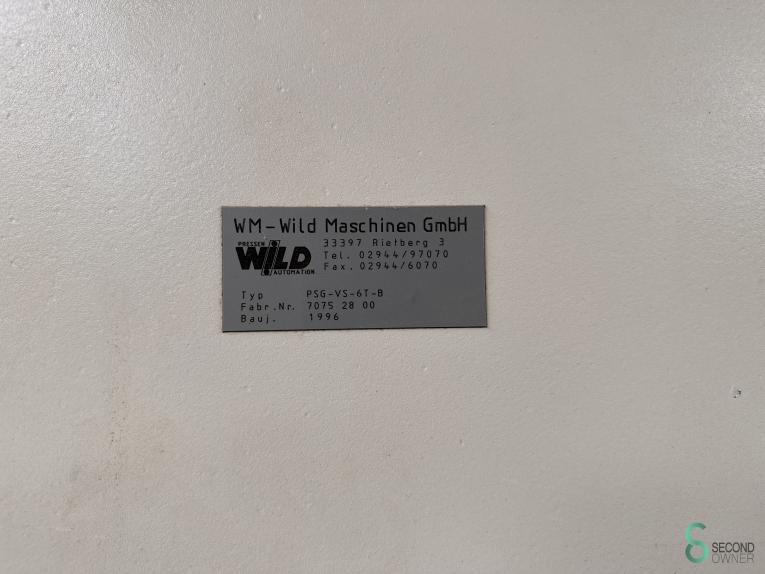 WM-Wild Maschinen GmbH
PRESSEN
WILD
AUTOMATION
33397 Rietberg 3
Tel. 02944/97070
Fax. 02944/6070
Typ PSG-VS-6T-B
Fabr.Nr. 7075 28 00
Bauj. 1996
SECOND
OWNER